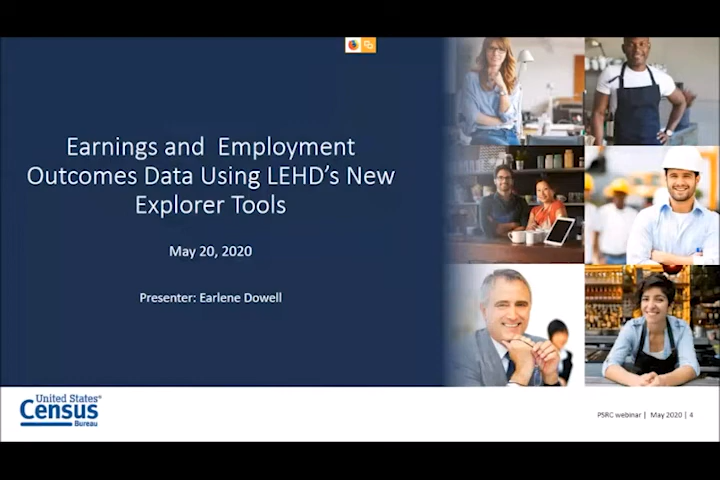 Earnings and Employment
Outcomes Data Using LEHD's New
Explorer Tools
May 20, 2020
Presenter: Earlene Dowell
United States®
Census
Bureau
PSRC webinar | May 2020 | 4